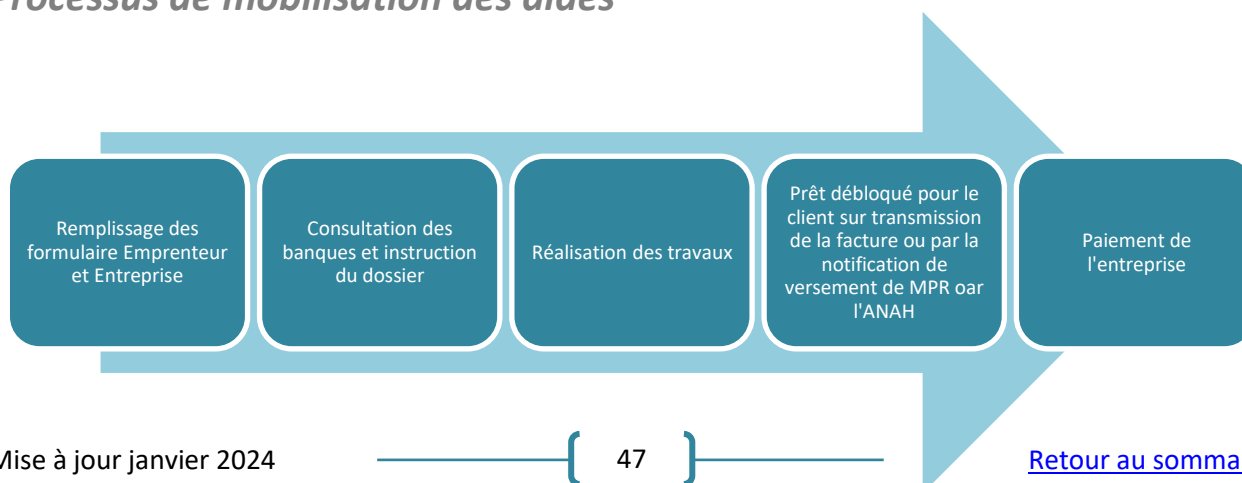 Processus de mobilisation des aides
Remplissage des
formulaire Emprenteur
et Entreprise
Consultation des
banques et instruction
du dossier
Réalisation des travaux
Prêt débloqué pour le
client sur transmission
de la facture ou par la
notification de
versement de MPR oar
l'ANAH
Paiement de
l'entreprise
Mise à jour janvier 2024
47
Retour au somma